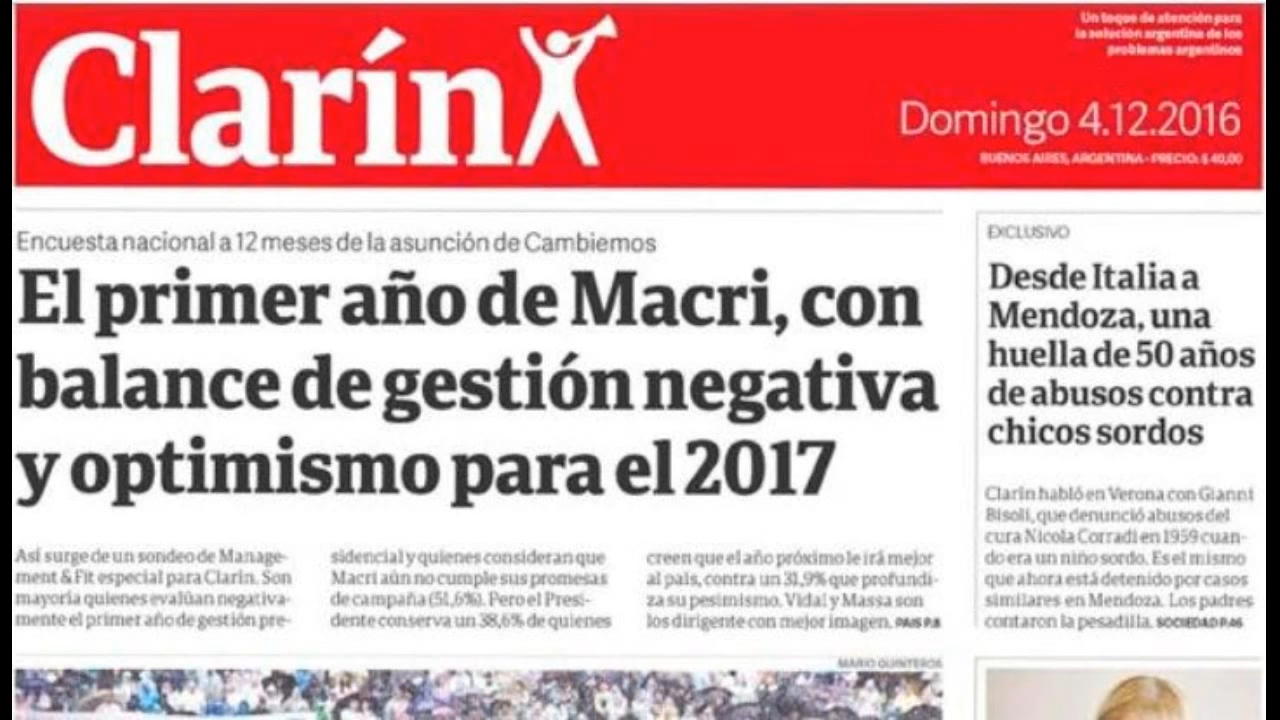 Clarín
Un toque de atención para
la solución argentina de los
problemas argentinos
Domingo 4.12.2016
BUENOS AIRES, ARGENTINA - PRECIO: $ 40,00
Encuesta nacional a 12 meses de la asunción de Cambiemos
El primer año de Macri, con
balance de gestión negativa
y optimismo para el 2017
Así surge de un sondeo de Manage-
ment & Fit especial para Clarín. Son
mayoría quienes evalúan negativa-
mente el primer año de gestión pre-
sidencial y quienes consideran que
Macri aún no cumple sus promesas
de campaña (51,6%). Pero el Presi-
dente conserva un 38,6% de quienes
creen que el año próximo le irá mejor
al país, contra un 31,9% que profundi-
za su pesimismo. Vidal y Massa son
los dirigente con mejor imagen. PAIS P.8
MARIO QUINTEROS
EXCLUSIVO
Desde Italia a
Mendoza, una
huella de 50 años
de abusos contra
chicos sordos
Clarín habló en Verona con Gianni
Bisoli, que denunció abusos del
cura Nicola Corradi en 1959 cuan-
do era un niño sordo. Es el mismo
que ahora está detenido por casos
similares en Mendoza. Los padres
contaron la pesadilla. SOCIEDAD P.46